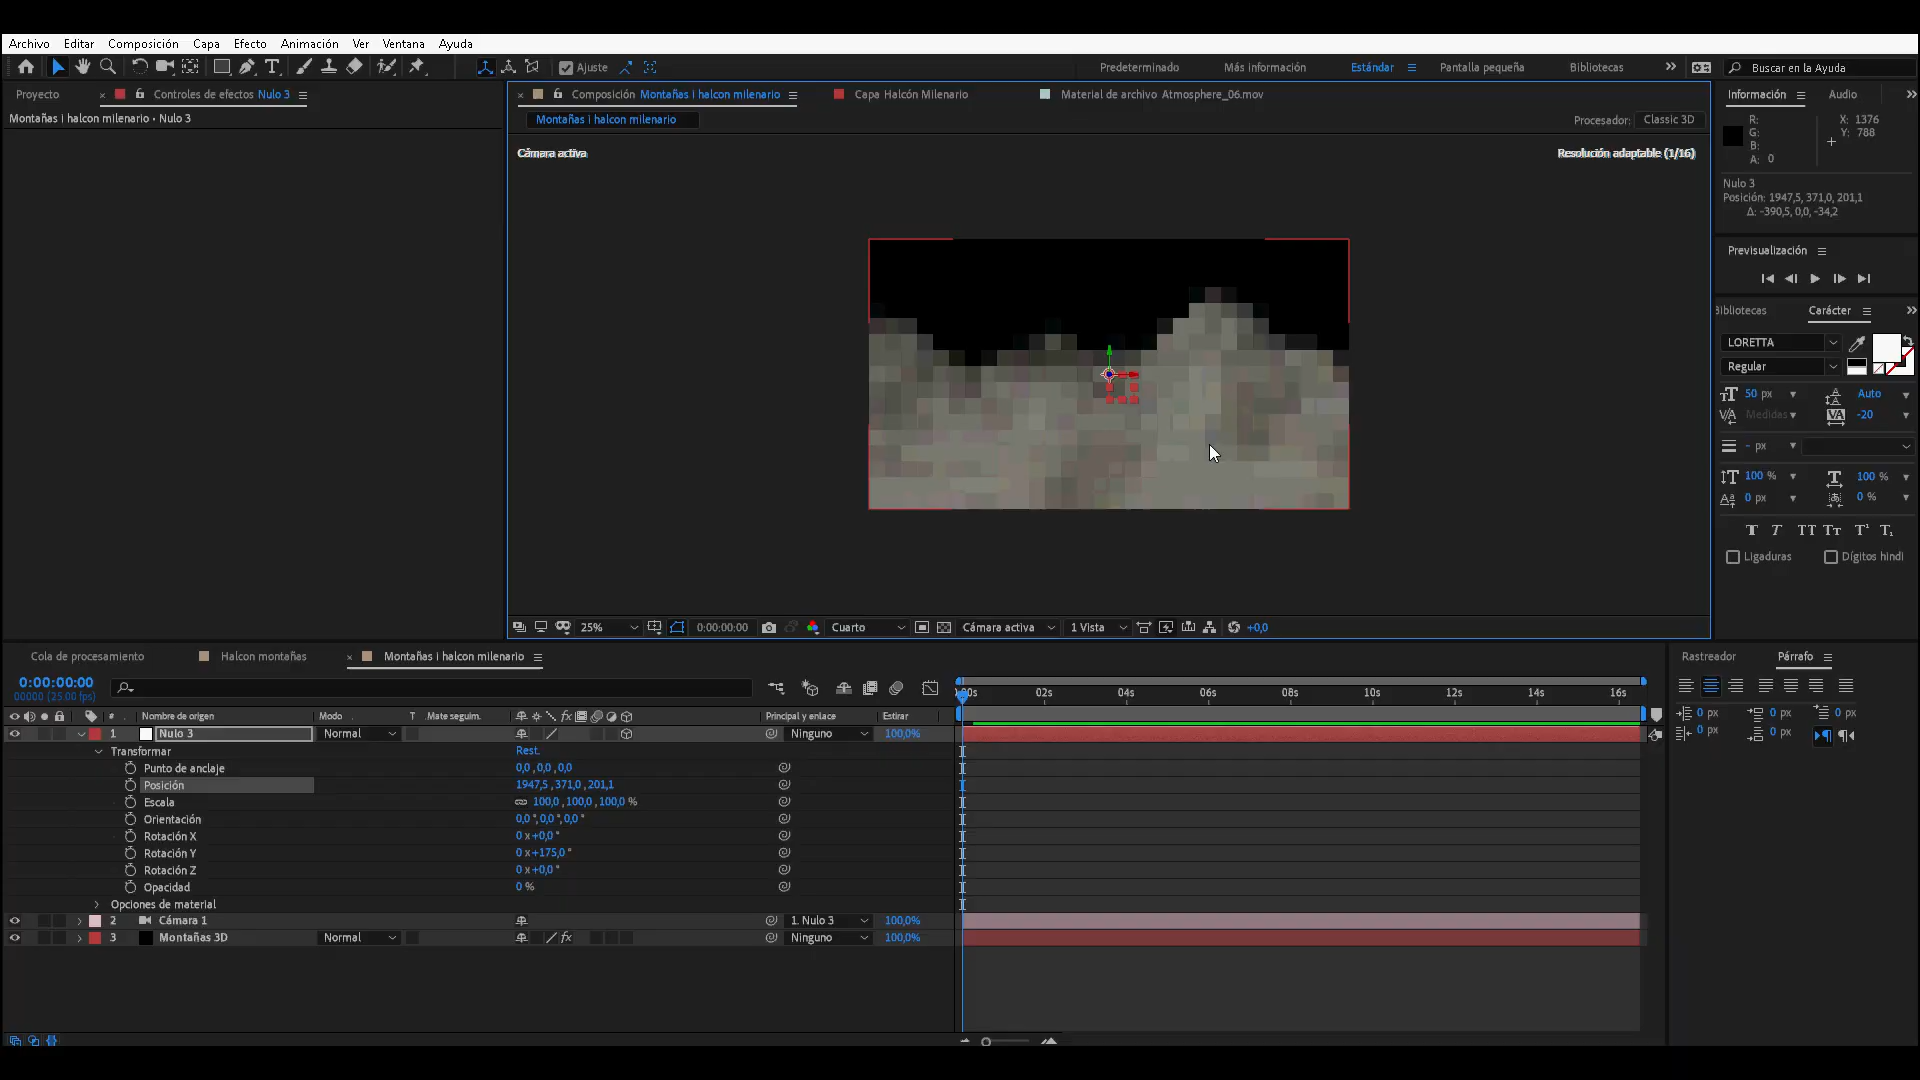 Archivo Editar Composición Capa Efecto Animación Ver Ventana Ayuda
Ajuste Predeterminado Más información Estándar Pantalla pequeña Bibliotecas Buscar en la Ayuda
Proyecto Controles de efectos Nulo 3
Montañas i halcon milenario • Nulo 3
Composición Montañas i halcon milenario Capa Halcón Milenario Material de archivo Atmosphere_06.mov
Montañas i halcon milenario Procesador: Classic 3D
Cámara activa Resolución adaptable (1/16)
25% 0:00:00:00 Cuarto Cámara activa 1 Vista +0,0
Información Audio
R: X: 1376
G: Y: 788
B:
A: 0
Nulo 3
Posición: 1947,5, 371,0, 201,1
Δ: -390,5, 0,0, -34,2
Previsualización
Bibliotecas Carácter
LORETTA
Regular
50 px Auto
Medidas -20
- px
100 % 100 %
0 px 0 %
T T TT Tт T¹ T₁
Ligaduras Dígitos hindi
Rastreador Párrafo
0 px 0 px 0 px
0 px 0 px
Cola de procesamiento Halcon montañas Montañas i halcon milenario
0:00:00:00
00000 (25.00 fps)
02s 04s 06s 08s 10s 12s 14s 16s
# Nombre de origen Modo T Mate seguim. Principal y enlace Estirar
1 Nulo 3 Normal Ninguno 100,0%
Transformar Rest.
Punto de anclaje 0,0, 0,0, 0,0
Posición 1947,5, 371,0, 201,1
Escala 100,0, 100,0, 100,0 %
Orientación 0,0 °, 0,0 °, 0,0 °
Rotación X 0 x +0,0 °
Rotación Y 0 x +175,0 °
Rotación Z 0 x +0,0 °
Opacidad 0 %
Opciones de material
2 Cámara 1 1. Nulo 3 100,0%
3 Montañas 3D Normal Ninguno 100,0%